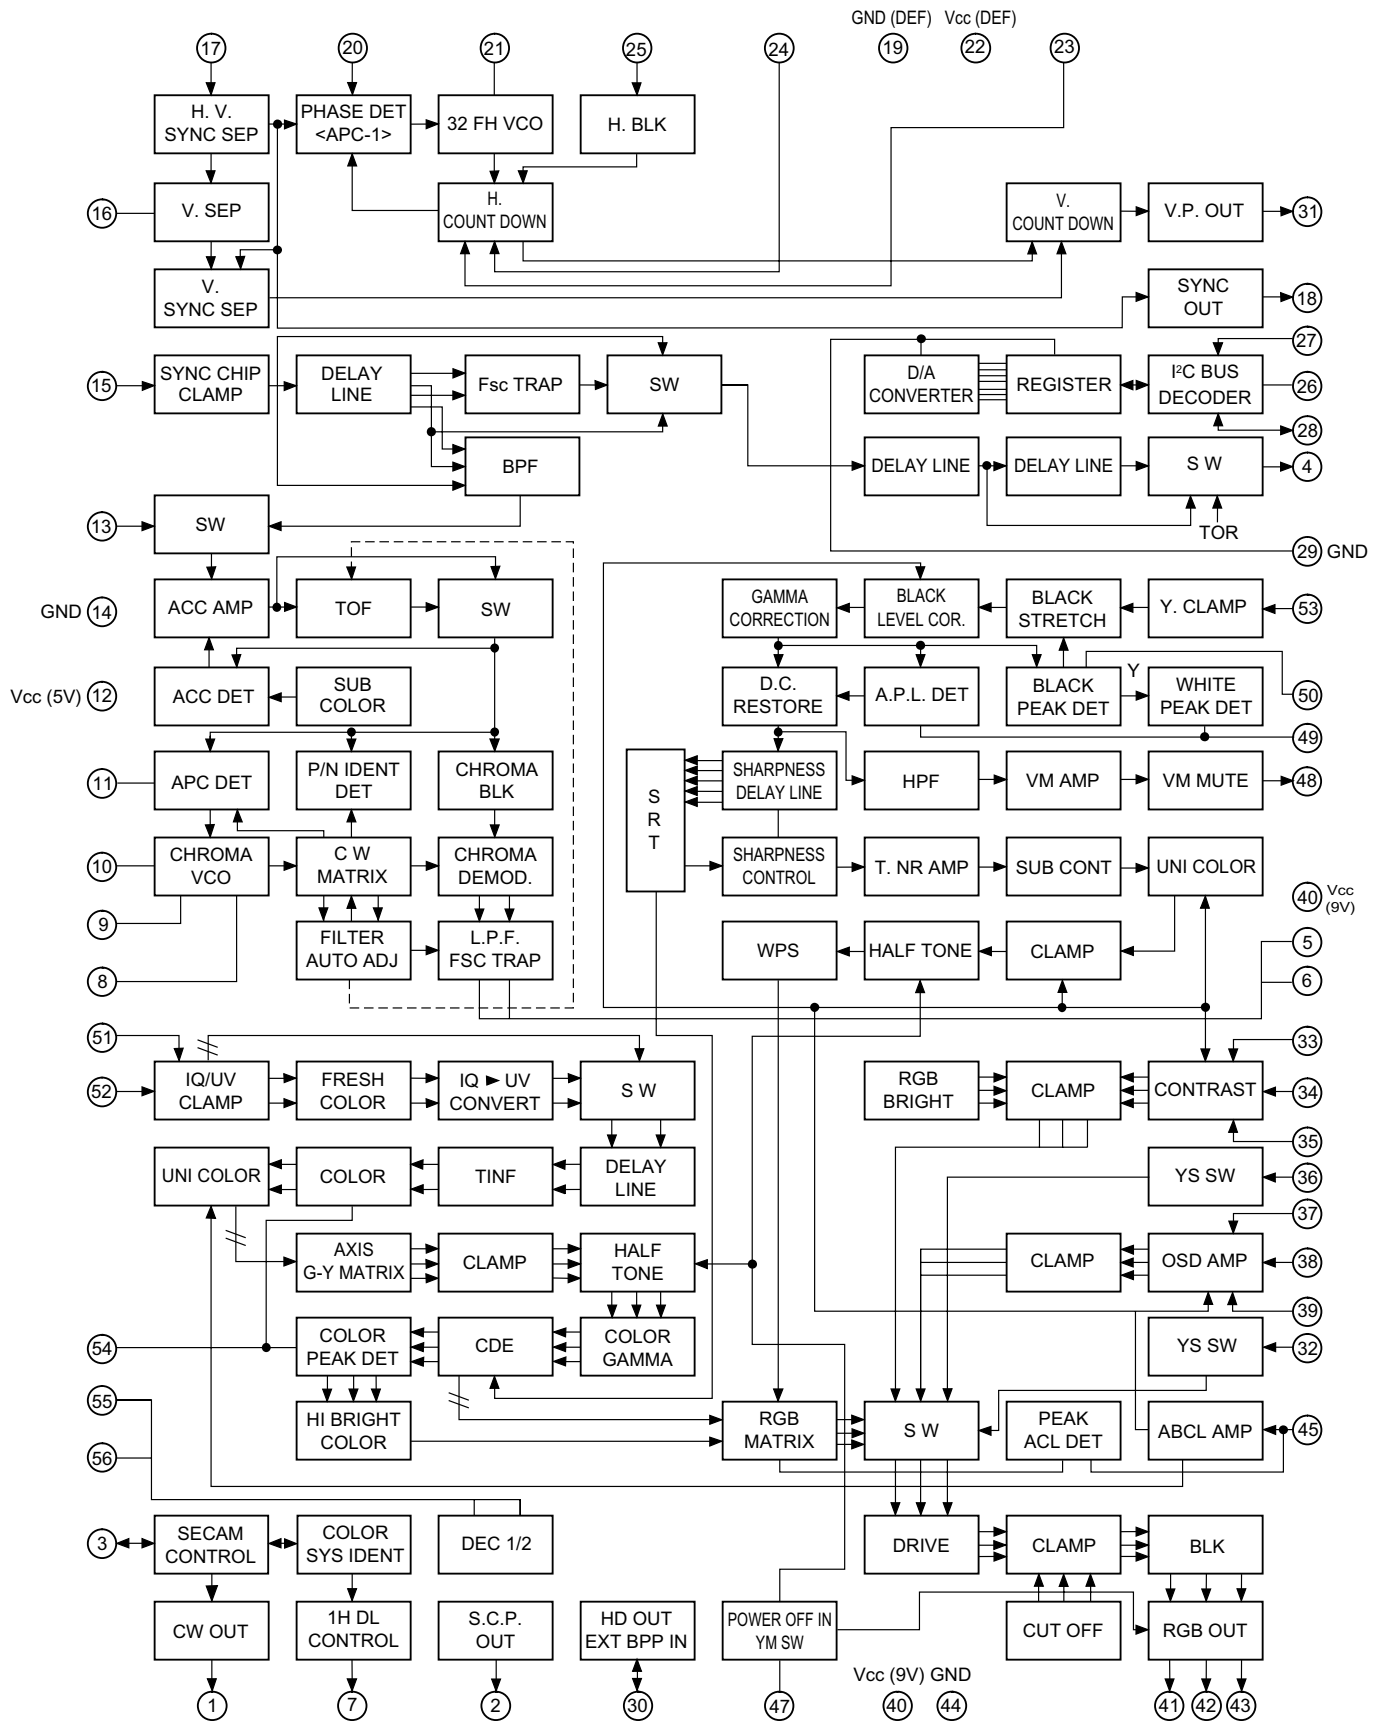 GND (DEF) Vcc (DEF)
17 20 21 25 24 19 22 23
H. V.
SYNC SEP
PHASE DET
<APC-1>
32 FH VCO
H. BLK
16
V. SEP
H.
COUNT DOWN
V.
COUNT DOWN
V.P. OUT
31
V.
SYNC SEP
SYNC
OUT
18
15
SYNC CHIP
CLAMP
DELAY
LINE
Fsc TRAP
SW
D/A
CONVERTER
REGISTER
I²C BUS
DECODER
27
26
28
BPF
DELAY LINE
DELAY LINE
S W
4
TOR
13
SW
29 GND
GND 14
ACC AMP
TOF
SW
GAMMA
CORRECTION
BLACK
LEVEL COR.
BLACK
STRETCH
Y. CLAMP
53
Vcc (5V) 12
ACC DET
SUB
COLOR
D.C.
RESTORE
A.P.L. DET
BLACK
PEAK DET
Y
WHITE
PEAK DET
50
49
11
APC DET
P/N IDENT
DET
CHROMA
BLK
S
R
T
SHARPNESS
DELAY LINE
HPF
VM AMP
VM MUTE
48
10
CHROMA
VCO
C W
MATRIX
CHROMA
DEMOD.
SHARPNESS
CONTROL
T. NR AMP
SUB CONT
UNI COLOR
40 Vcc
(9V)
9
8
FILTER
AUTO ADJ
L.P.F.
FSC TRAP
WPS
HALF TONE
CLAMP
5
6
51
52
IQ/UV
CLAMP
FRESH
COLOR
IQ ► UV
CONVERT
S W
RGB
BRIGHT
CLAMP
CONTRAST
33
34
35
UNI COLOR
COLOR
TINF
DELAY
LINE
YS SW
36
AXIS
G-Y MATRIX
CLAMP
HALF
TONE
CLAMP
OSD AMP
37
38
39
54
COLOR
PEAK DET
CDE
COLOR
GAMMA
YS SW
32
55
56
HI BRIGHT
COLOR
RGB
MATRIX
S W
PEAK
ACL DET
ABCL AMP
45
3
SECAM
CONTROL
COLOR
SYS IDENT
DEC 1/2
DRIVE
CLAMP
BLK
CW OUT
1H DL
CONTROL
S.C.P.
OUT
HD OUT
EXT BPP IN
POWER OFF IN
YM SW
CUT OFF
RGB OUT
Vcc (9V) GND
1 7 2 30 47 40 44 41 42 43